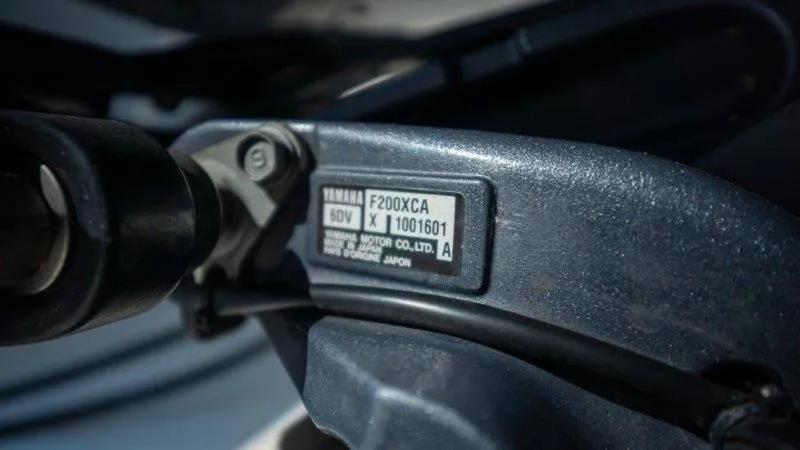 YAMAHA F200XCA
6DV X 1001601
YAMAHA MOTOR CO.,LTD. A
MADE IN JAPAN
PAYS D'ORIGINE JAPON